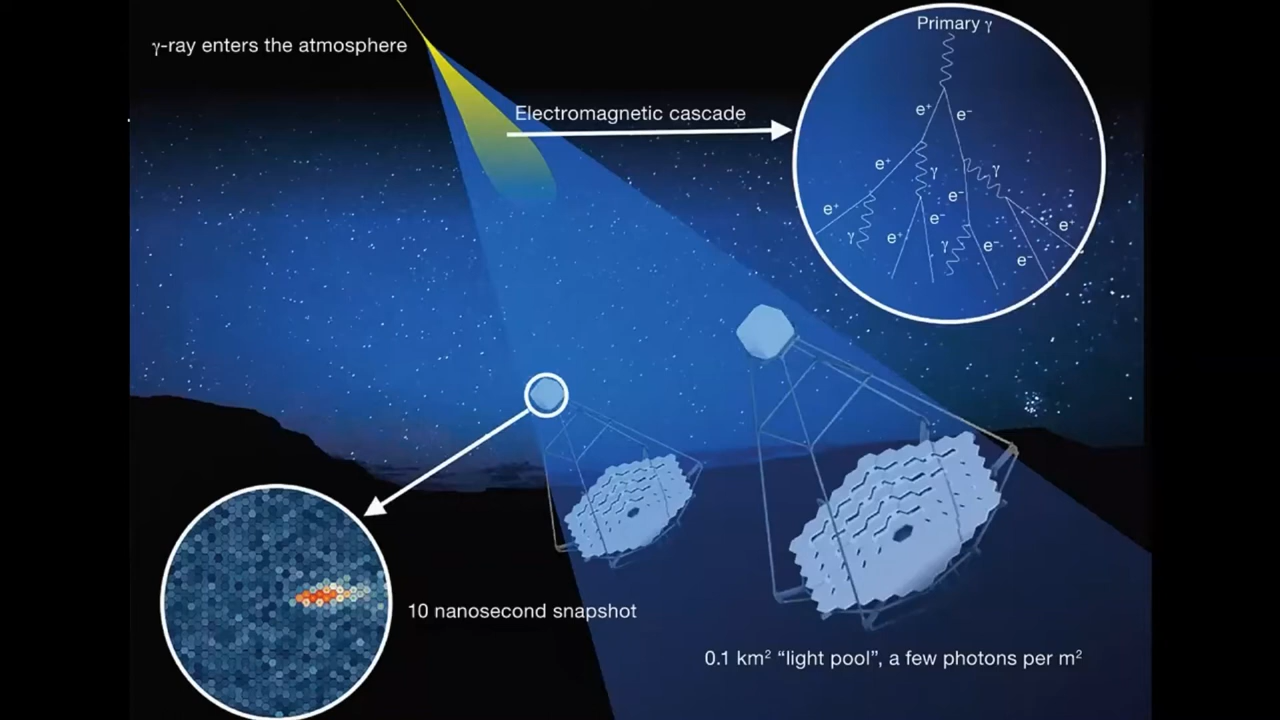 γ-ray enters the atmosphere
Electromagnetic cascade
Primary γ
e⁺
e⁻
e⁺
γ
γ
e⁺
e⁻
e⁺
γ
e⁺
e⁻
γ
e⁻
e⁻
10 nanosecond snapshot
0.1 km² “light pool”, a few photons per m²